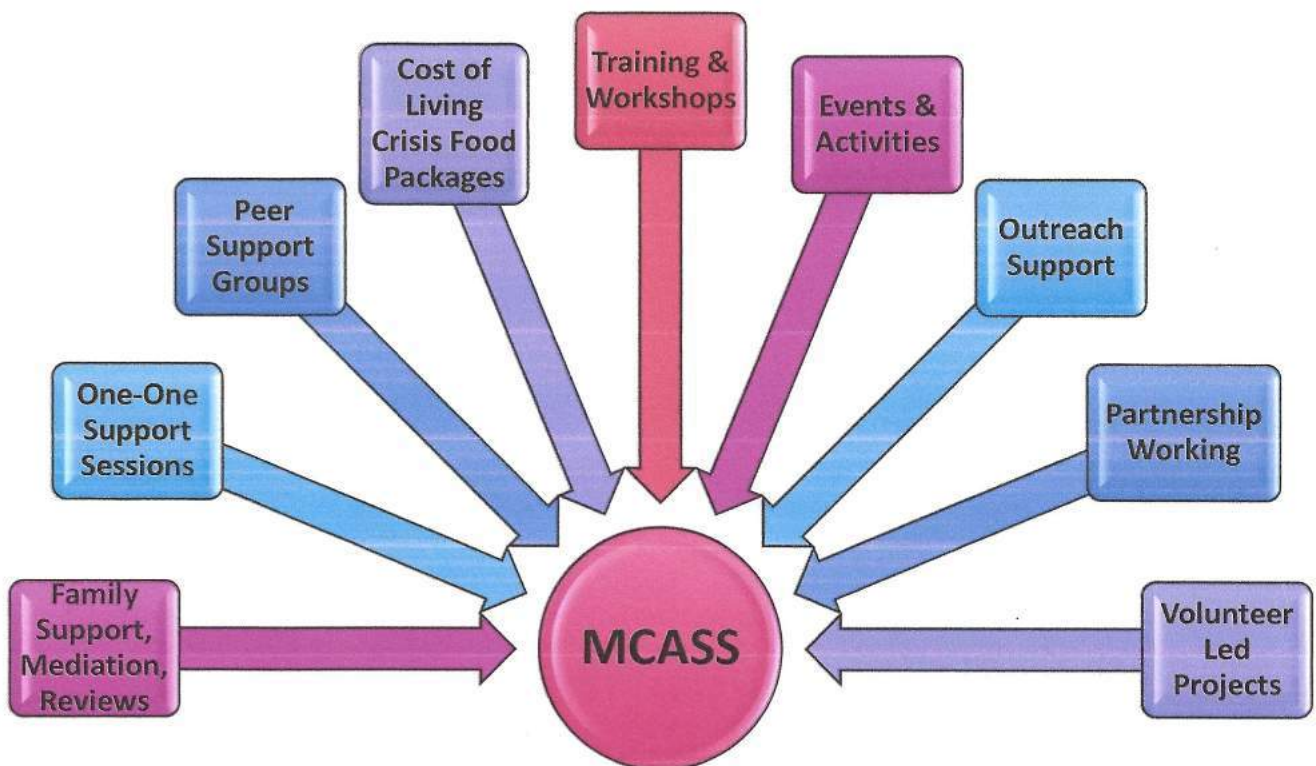 Training &
Workshops
Cost of
Living
Crisis Food
Packages
Events &
Activities
Peer
Support
Groups
Outreach
Support
One-One
Support
Sessions
Partnership
Working
Family
Support,
Mediation,
Reviews
MCASS
Volunteer
Led
Projects